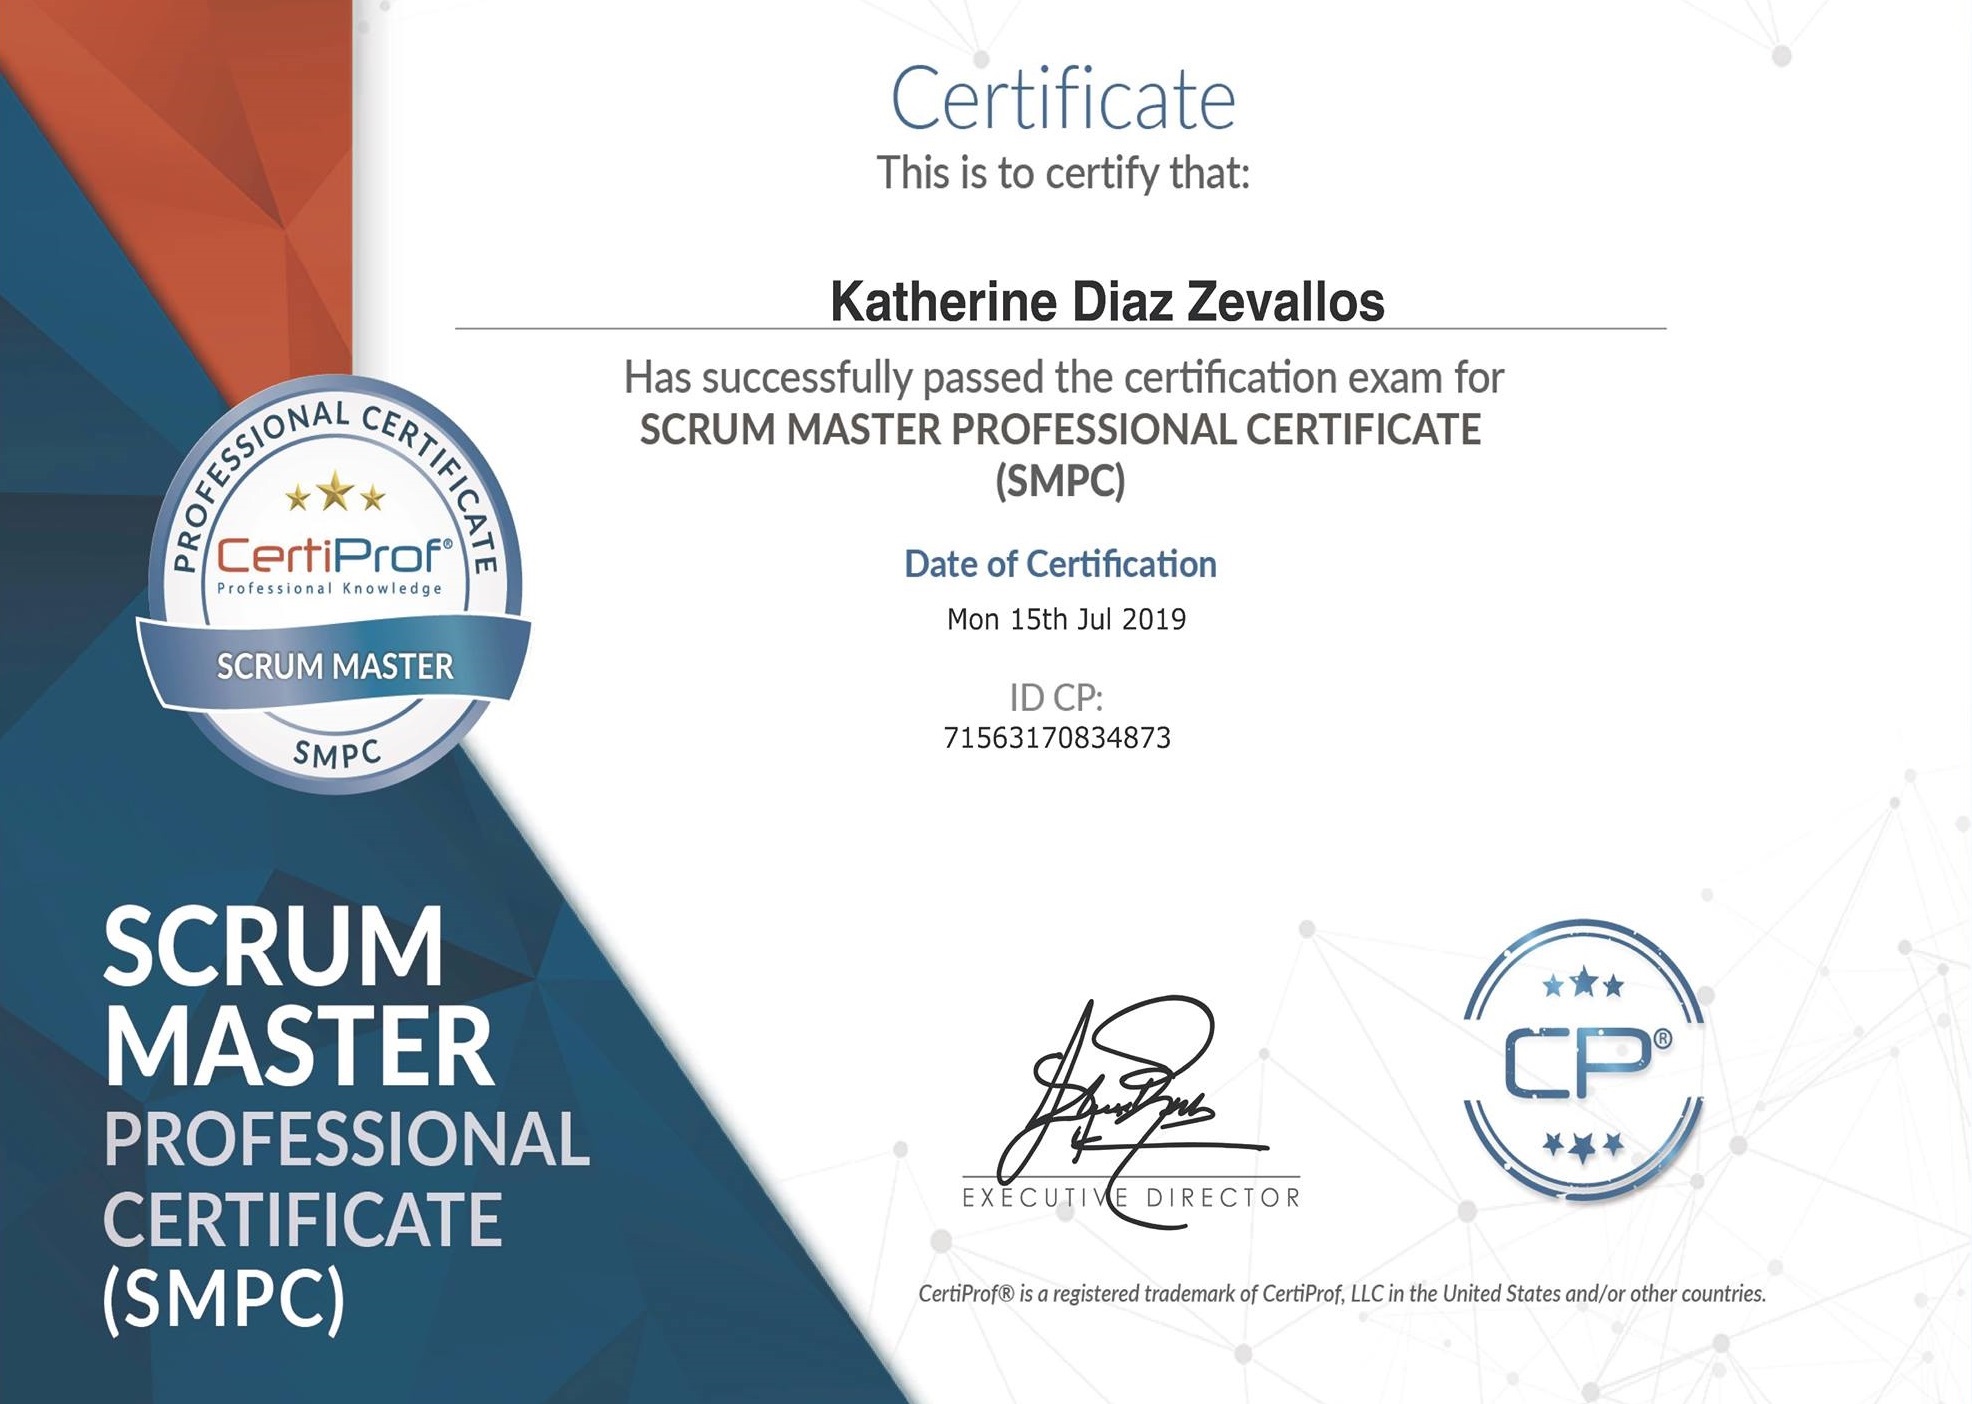 Certificate
This is to certify that:
Katherine Diaz Zevallos
Has successfully passed the certification exam for
SCRUM MASTER PROFESSIONAL CERTIFICATE
(SMPC)
Date of Certification
Mon 15th Jul 2019
ID CP:
71563170834873
PROFESSIONAL CERTIFICATE
CertiProf®
Professional Knowledge
SCRUM MASTER
SMPC
SCRUM
MASTER
PROFESSIONAL
CERTIFICATE
(SMPC)
EXECUTIVE DIRECTOR
CP®
CertiProf® is a registered trademark of CertiProf, LLC in the United States and/or other countries.